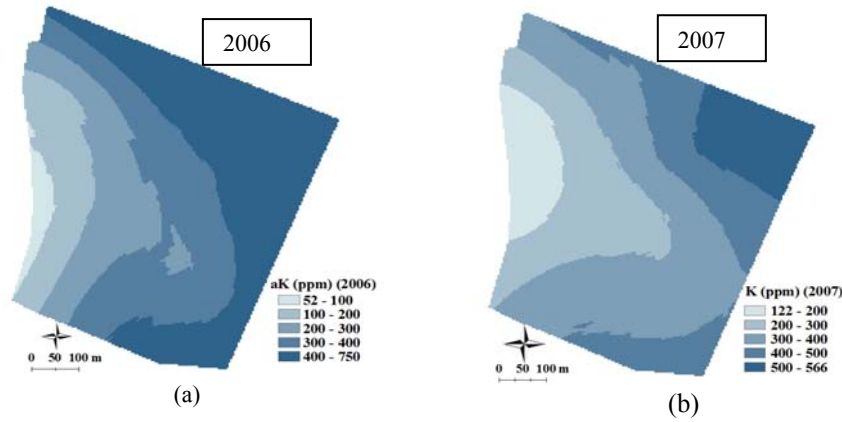 2006
aK (ppm) (2006)
52 - 100
100 - 200
200 - 300
300 - 400
400 - 750
0 50 100 m
(a)
2007
K (ppm) (2007)
122 - 200
200 - 300
300 - 400
400 - 500
500 - 566
0 50 100 m
(b)